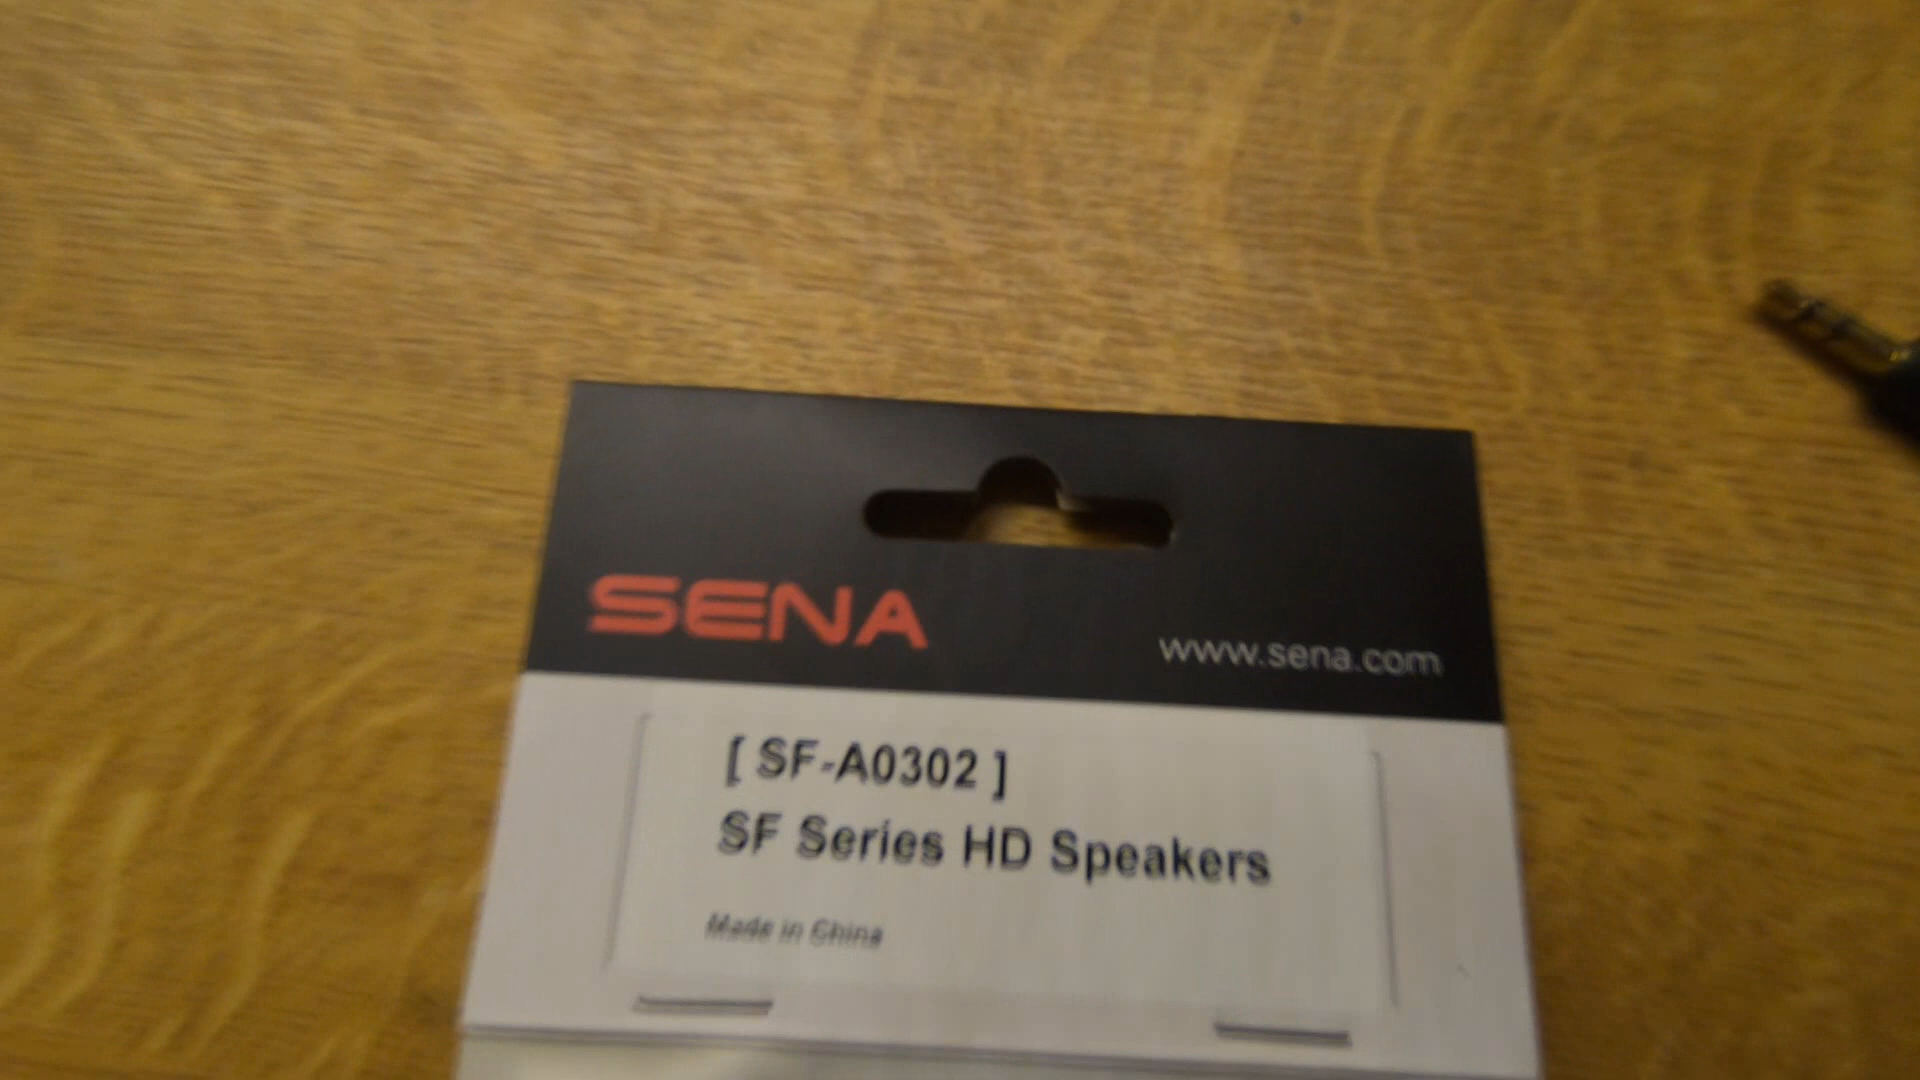 SENA
www.sena.com
[ SF-A0302 ]
SF Series HD Speakers
Made in China